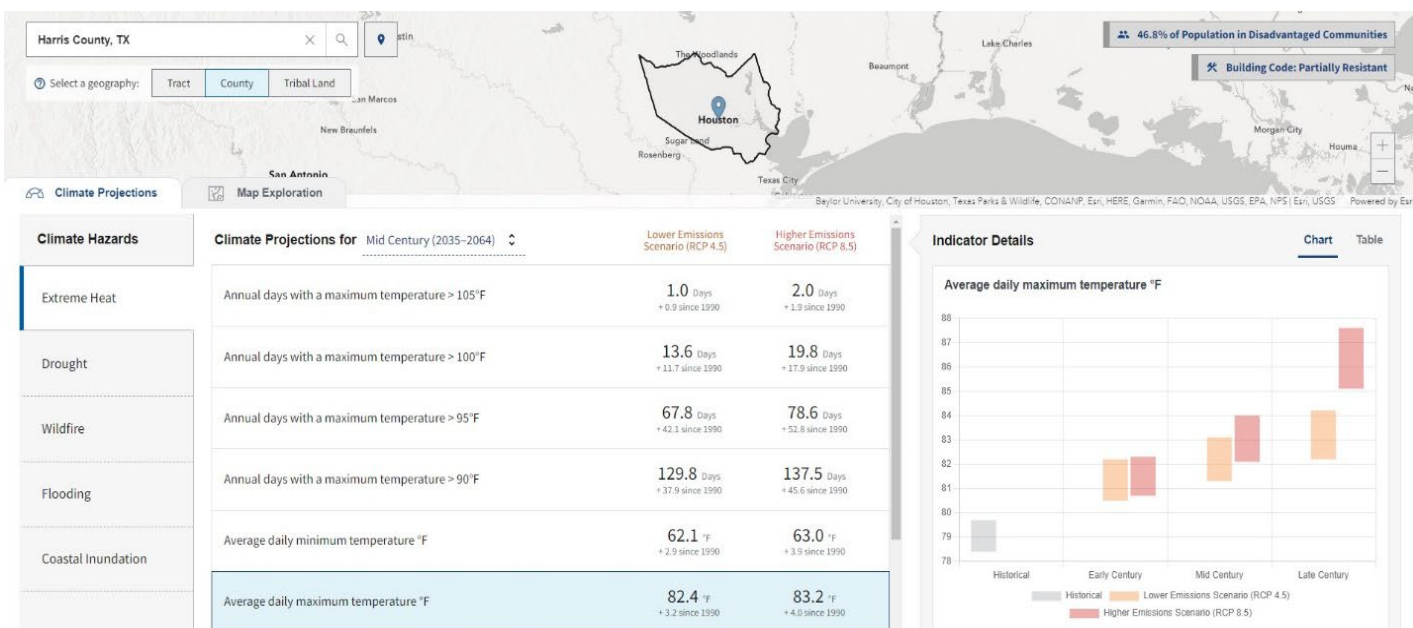 Harris County, TX
Select a geography:
Tract
County
Tribal Land
46.8% of Population in Disadvantaged Communities
Building Code: Partially Resistant
stin
The Woodlands
Lake Charles
Beaumont
San Marcos
New Braunfels
Houston
Sugar Land
Rosenberg
Morgan City
Houma
San Antonio
Texas City
+
−
Baylor University, City of Houston, Texas Parks & Wildlife, CONANP, Esri, HERE, Garmin, FAO, NOAA, USGS, EPA, NPS | Esri, USGS
Powered by Esr
Climate Projections
Map Exploration
Climate Hazards
Extreme Heat
Drought
Wildfire
Flooding
Coastal Inundation
Climate Projections for Mid Century (2035–2064)
Lower Emissions
Scenario (RCP 4.5)
Higher Emissions
Scenario (RCP 8.5)
Annual days with a maximum temperature > 105°F
1.0 Days
+ 0.9 since 1990
2.0 Days
+ 1.9 since 1990
Annual days with a maximum temperature > 100°F
13.6 Days
+ 11.7 since 1990
19.8 Days
+ 17.9 since 1990
Annual days with a maximum temperature > 95°F
67.8 Days
+ 42.1 since 1990
78.6 Days
+ 52.8 since 1990
Annual days with a maximum temperature > 90°F
129.8 Days
+ 37.9 since 1990
137.5 Days
+ 45.6 since 1990
Average daily minimum temperature °F
62.1 °F
+ 2.9 since 1990
63.0 °F
+ 3.9 since 1990
Average daily maximum temperature °F
82.4 °F
+ 3.2 since 1990
83.2 °F
+ 4.0 since 1990
Indicator Details
Chart
Table
Average daily maximum temperature °F
88
87
86
85
84
83
82
81
80
79
78
Historical
Early Century
Mid Century
Late Century
Historical
Lower Emissions Scenario (RCP 4.5)
Higher Emissions Scenario (RCP 8.5)